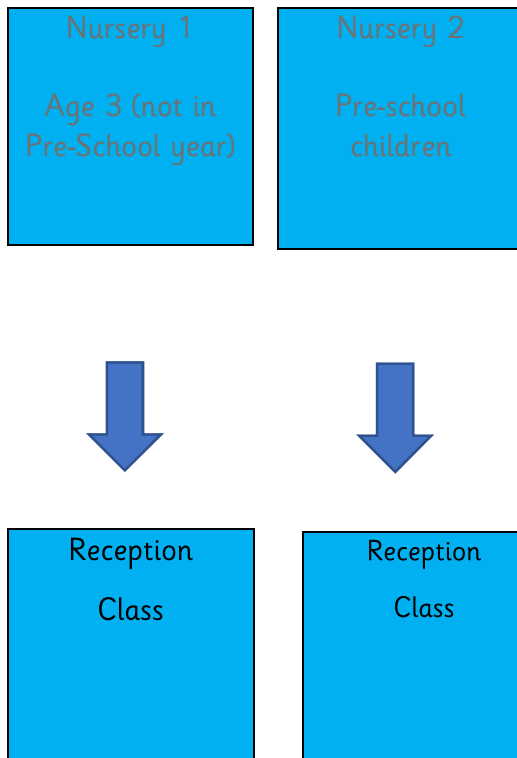 Nursery 1
Age 3 (not in
Pre-School year)
Nursery 2
Pre-school
children
Reception
Class
Reception
Class